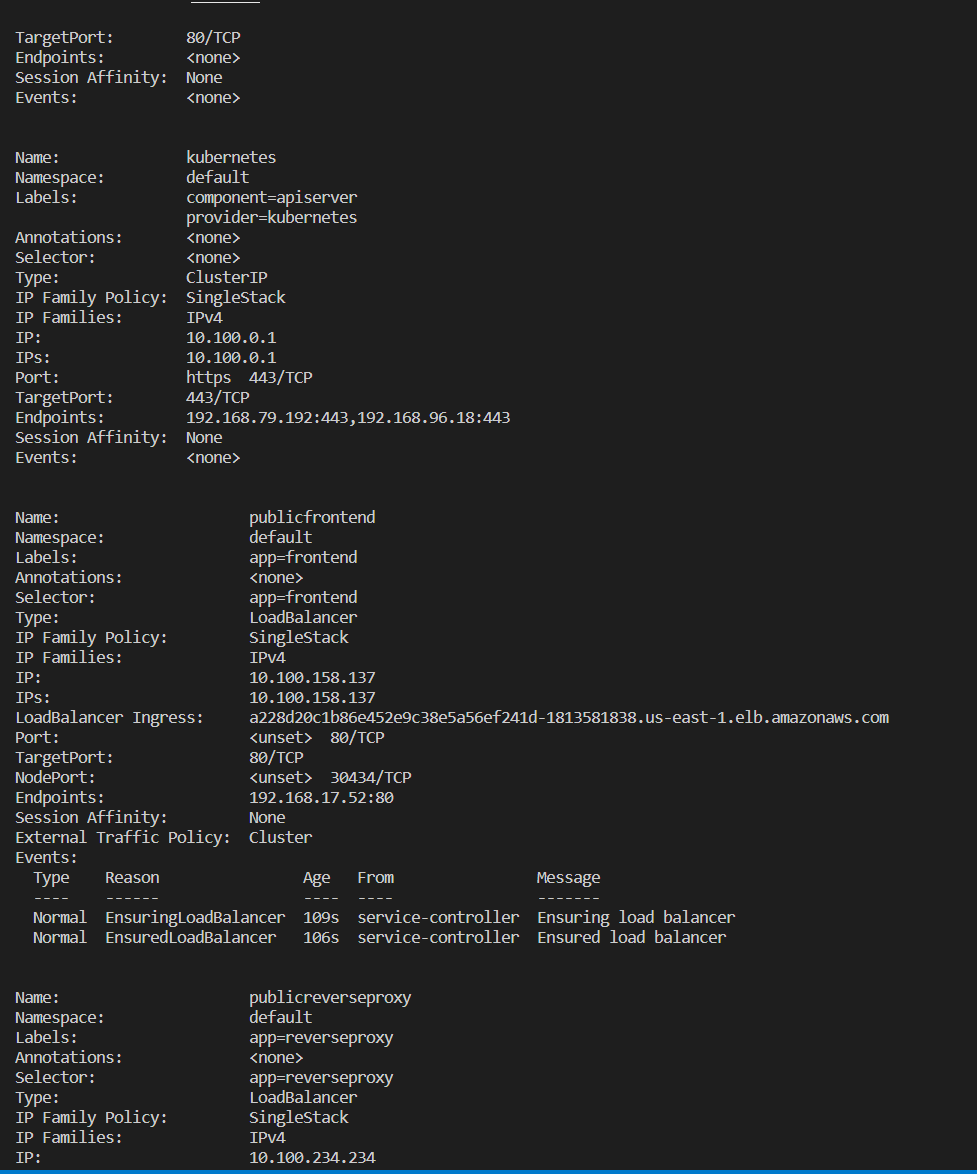 TargetPort:        80/TCP
Endpoints:         <none>
Session Affinity:  None
Events:            <none>
Name:              kubernetes
Namespace:         default
Labels:            component=apiserver
                   provider=kubernetes
Annotations:       <none>
Selector:          <none>
Type:              ClusterIP
IP Family Policy:  SingleStack
IP Families:       IPv4
IP:                10.100.0.1
IPs:               10.100.0.1
Port:              https  443/TCP
TargetPort:        443/TCP
Endpoints:         192.168.79.192:443,192.168.96.18:443
Session Affinity:  None
Events:            <none>
Name:                     publicfrontend
Namespace:                default
Labels:                   app=frontend
Annotations:              <none>
Selector:                 app=frontend
Type:                     LoadBalancer
IP Family Policy:         SingleStack
IP Families:              IPv4
IP:                       10.100.158.137
IPs:                      10.100.158.137
LoadBalancer Ingress:     a228d20c1b86e452e9c38e5a56ef241d-1813581838.us-east-1.elb.amazonaws.com
Port:                     <unset>  80/TCP
TargetPort:               80/TCP
NodePort:                 <unset>  30434/TCP
Endpoints:                192.168.17.52:80
Session Affinity:         None
External Traffic Policy:  Cluster
Events:
  Type    Reason                Age   From                Message
  ----    ------                ----  ----                -------
  Normal  EnsuringLoadBalancer  109s  service-controller  Ensuring load balancer
  Normal  EnsuredLoadBalancer   106s  service-controller  Ensured load balancer
Name:                     publicreverseproxy
Namespace:                default
Labels:                   app=reverseproxy
Annotations:              <none>
Selector:                 app=reverseproxy
Type:                     LoadBalancer
IP Family Policy:         SingleStack
IP Families:              IPv4
IP:                       10.100.234.234